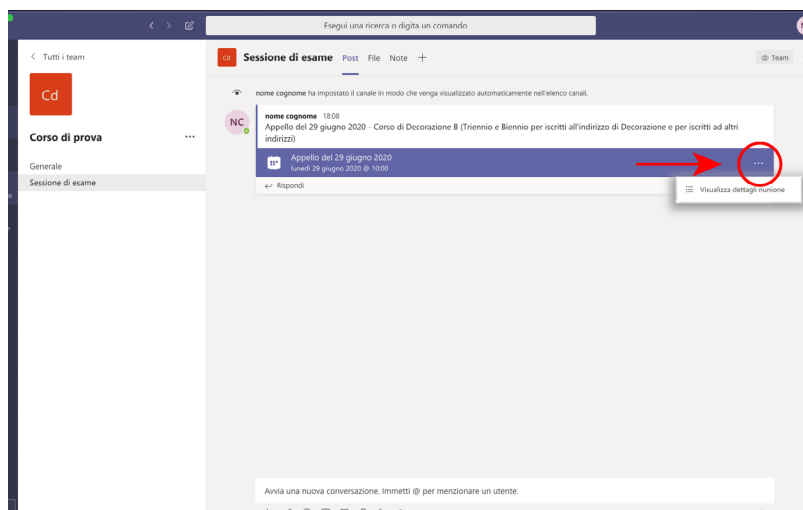 Esegui una ricerca o digita un comando
Tutti i team
Cd
Corso di prova
...
Generale
Sessione di esame
Cd Sessione di esame Post File Note +
Team
nome cognome ha impostato il canale in modo che venga visualizzato automaticamente nell'elenco canali.
NC
nome cognome 18:08
Appello del 29 giugno 2020 - Corso di Decorazione B (Triennio e Biennio per iscritti all'indirizzo di Decorazione e per iscritti ad altri
indirizzi)
Appello del 29 giugno 2020
lunedì 29 giugno 2020 @ 10:00
...
Rispondi
Visualizza dettagli riunione
Avvia una nuova conversazione. Immetti @ per menzionare un utente.